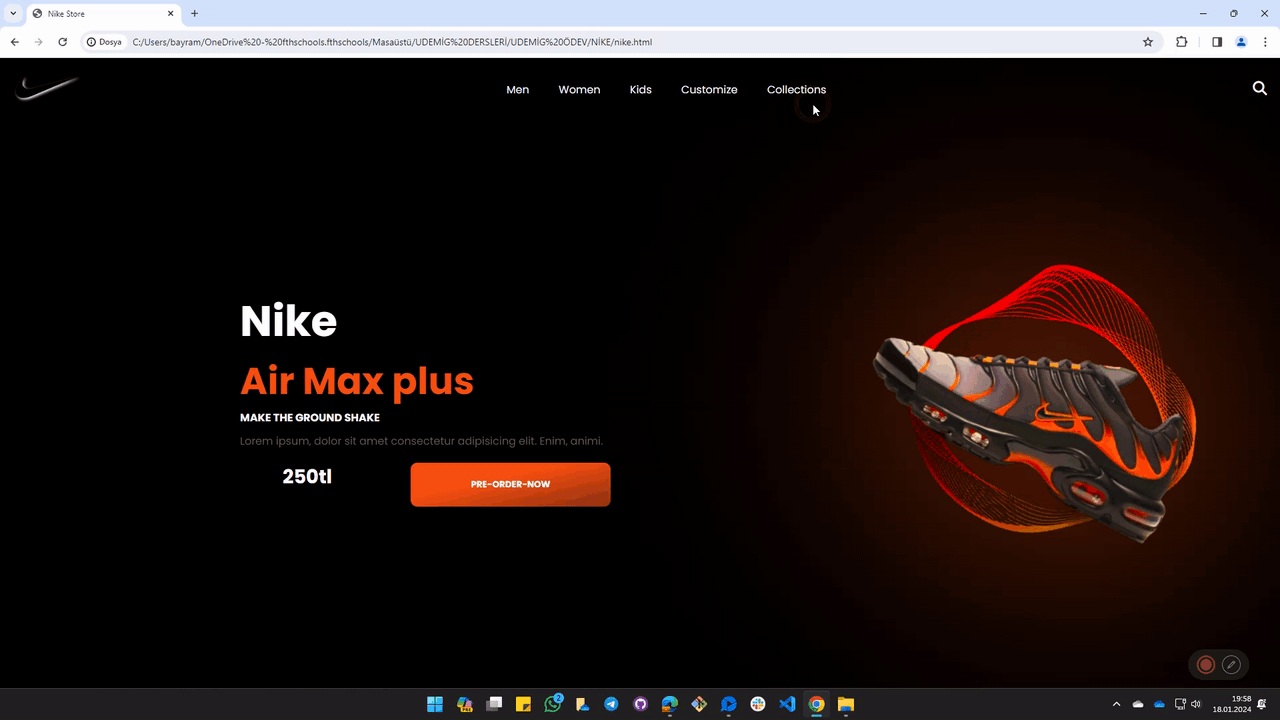 Nike Store
Dosya
C:/Users/bayram/OneDrive%20-%20fthschools.fthschools/Masaüstü/UDEMİG%20DERSLERİ/UDEMİG%20ÖDEV/NİKE/nike.html
Men
Women
Kids
Customize
Collections
Nike
Air Max plus
MAKE THE GROUND SHAKE
Lorem ipsum, dolor sit amet consectetur adipisicing elit. Enim, animi.
250tl
PRE-ORDER-NOW
PRE
2
19:58
18.01.2024